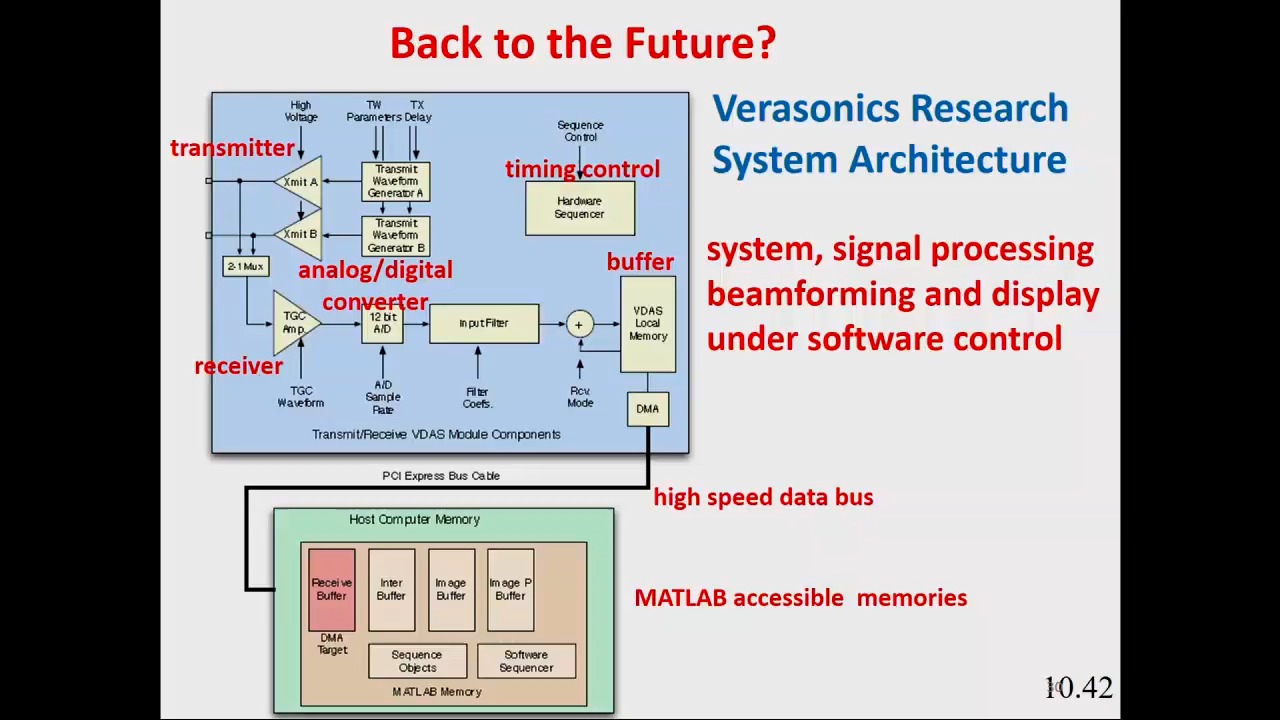 Back to the Future?
Verasonics Research
System Architecture
system, signal processing
beamforming and display
under software control
High
Voltage
TW
Parameters
TX
Delay
Sequence
Control
transmitter
timing control
Xmit A
Transmit
Waveform
Generator A
Hardware
Sequencer
Xmit B
Transmit
Waveform
Generator B
2-1 Mux
analog/digital
converter
buffer
TGC
Amp.
12 bit
A/D
Input Filter
+
VDAS
Local
Memory
receiver
TGC
Waveform
A/D
Sample
Rate
Filter
Coefs.
Rcv.
Mode
DMA
Transmit/Receive VDAS Module Components
PCI Express Bus Cable
high speed data bus
Host Computer Memory
Receive
Buffer
Inter
Buffer
Image
Buffer
Image P
Buffer
DMA
Target
MATLAB accessible memories
Sequence
Objects
Software
Sequencer
MATLAB Memory
10.42